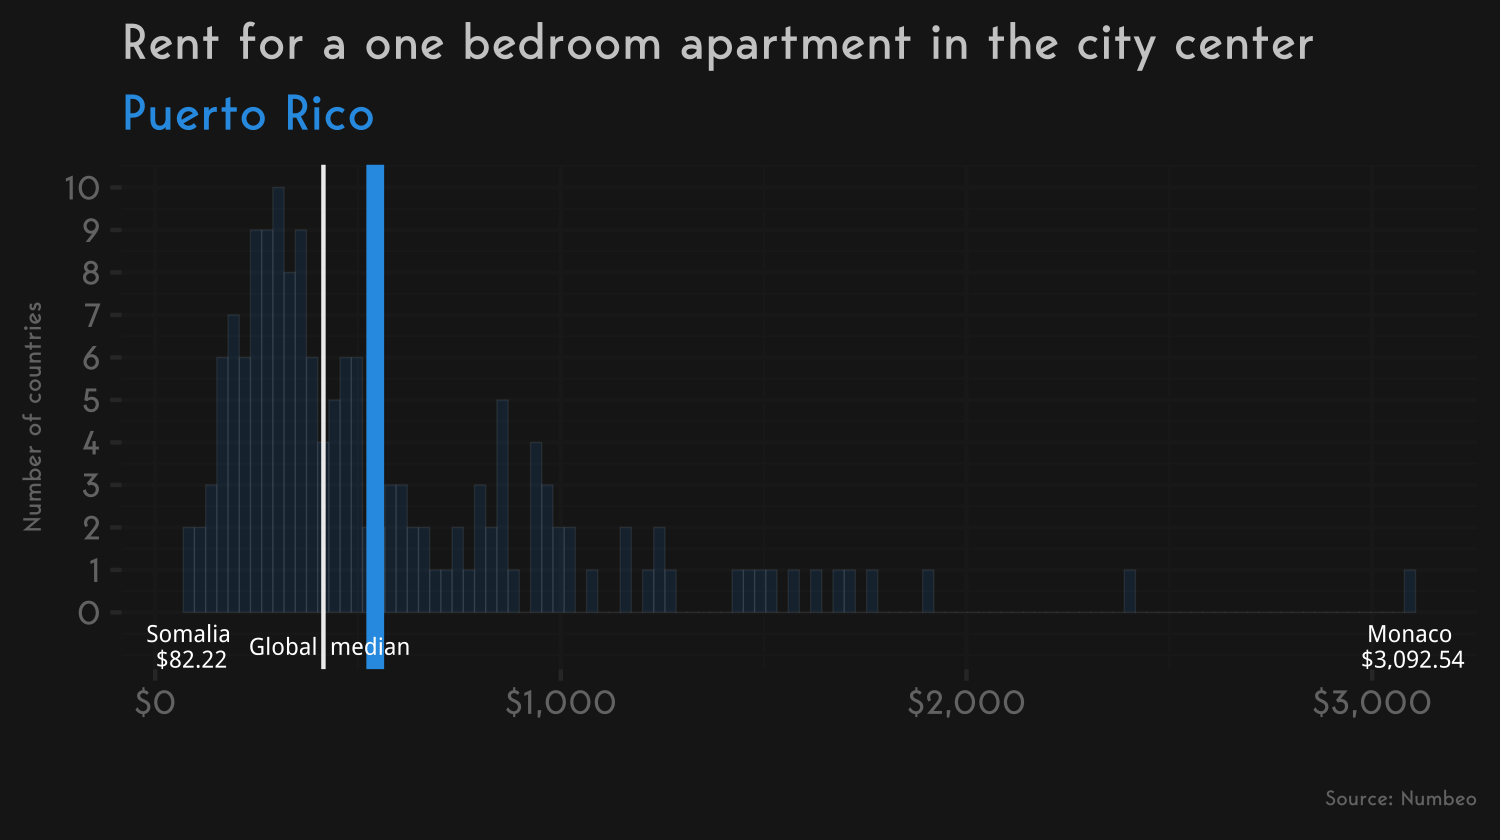 Rent for a one bedroom apartment in the city center
Puerto Rico
Number of countries
10
9
8
7
6
5
4
3
2
1
0
Somalia
$82.22
Global median
Monaco
$3,092.54
$0
$1,000
$2,000
$3,000
Source: Numbeo